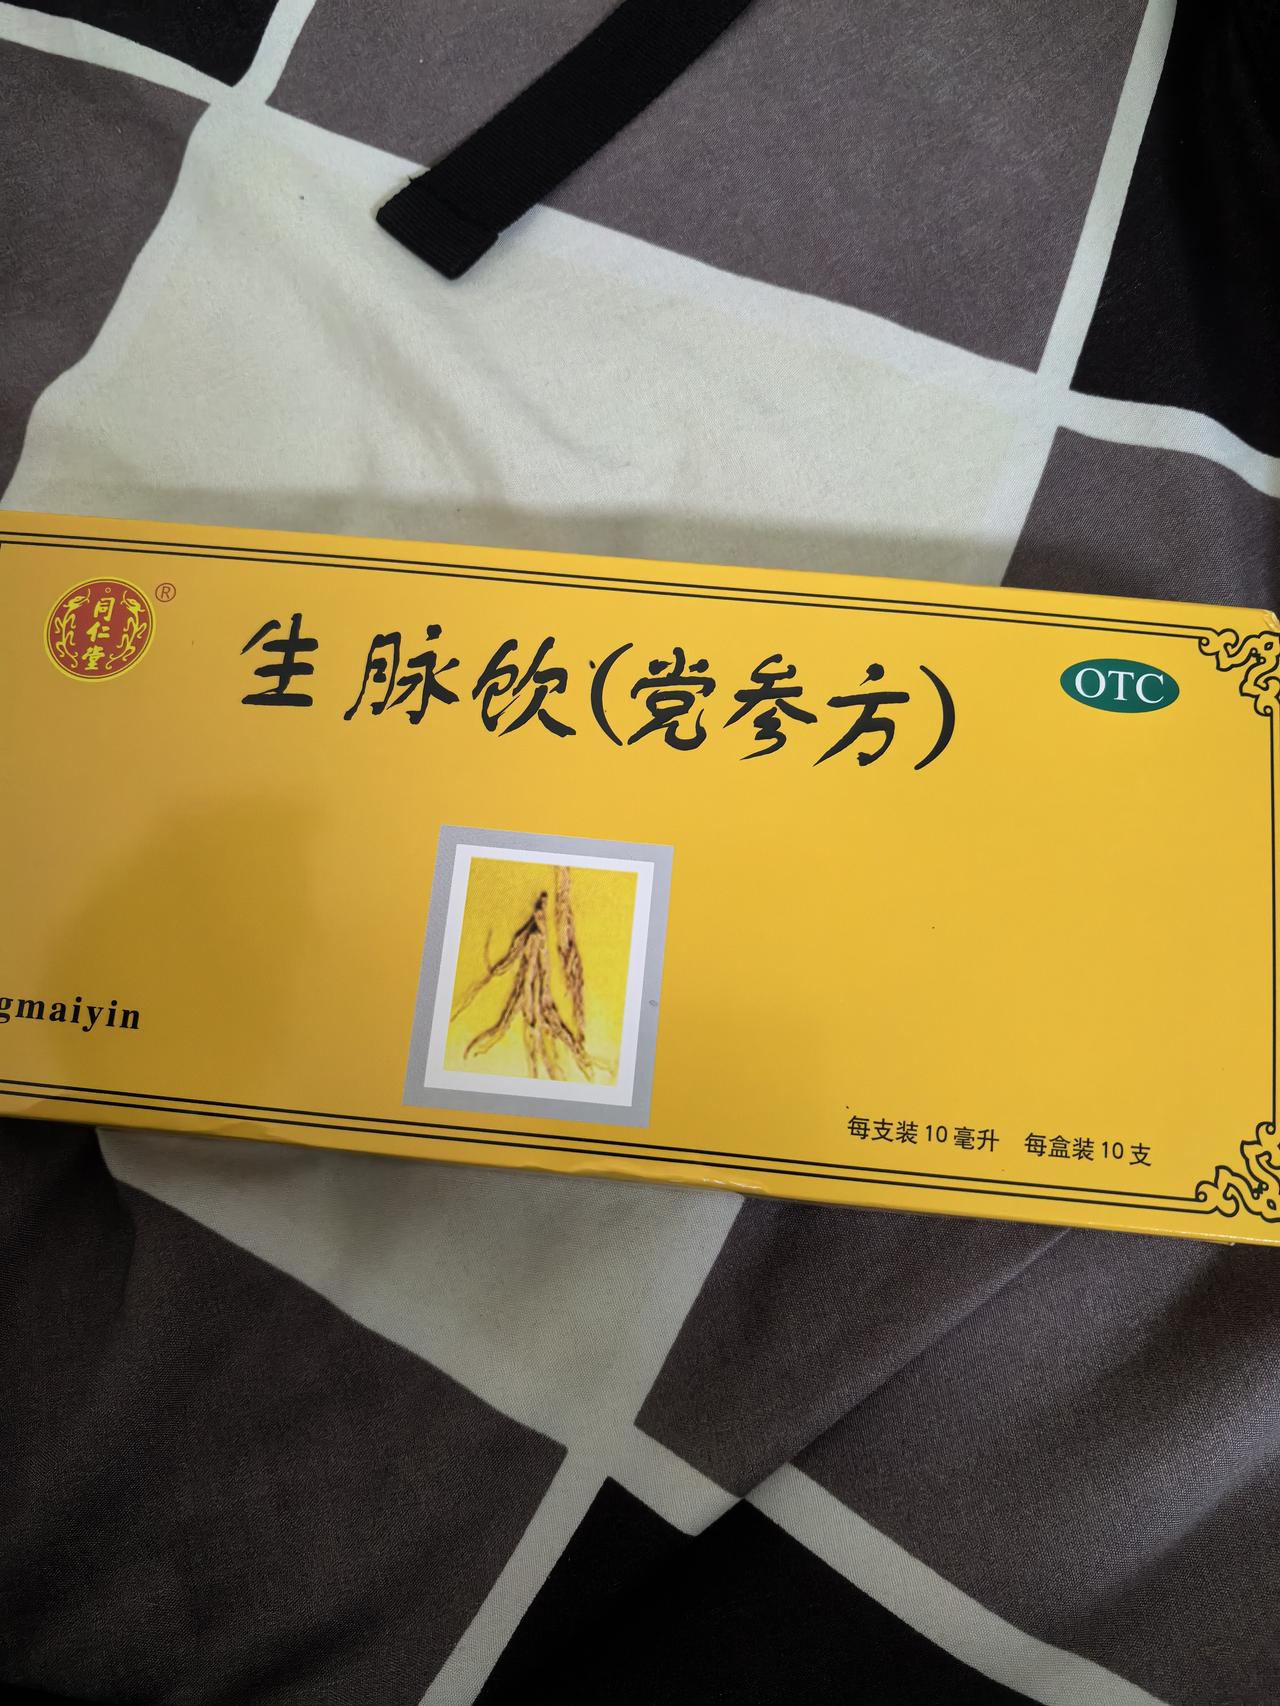 同仁堂
®
生脉饮(党参方)
OTC
gmaiyin
每支装10毫升 每盒装10支